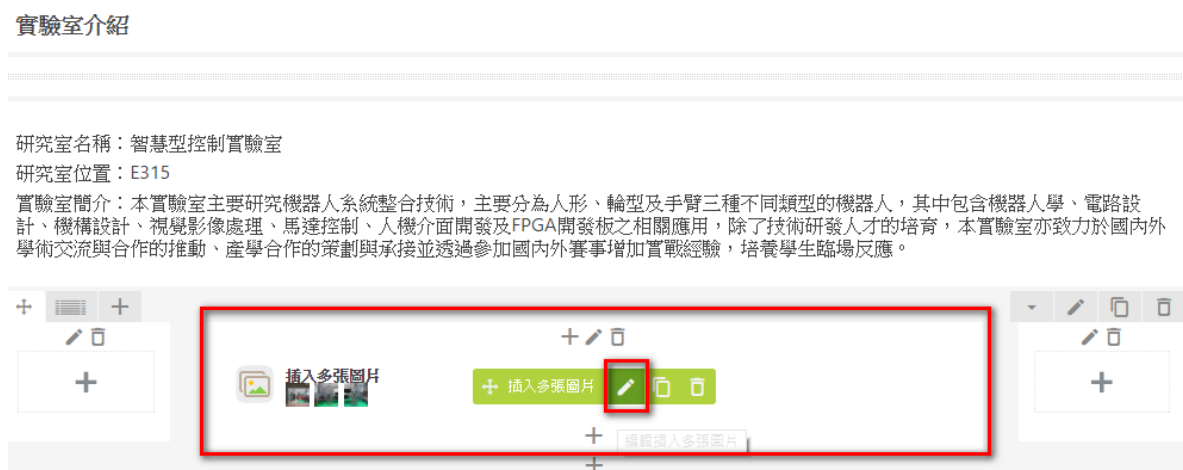 實驗室介紹
研究室名稱：智慧型控制實驗室
研究室位置：E315
實驗室簡介：本實驗室主要研究機器人系統整合技術，主要分為人形、輪型及手臂三種不同類型的機器人，其中包含機器人學、電路設
計、機構設計、視覺影像處理、馬達控制、人機介面開發及FPGA開發板之相關應用，除了技術研發人才的培育，本實驗室亦致力於國內外
學術交流與合作的推動、產學合作的策劃與承接並透過參加國內外賽事增加實戰經驗，培養學生臨場反應。
插入多張圖片
插入多張圖片
編輯插入多張圖片